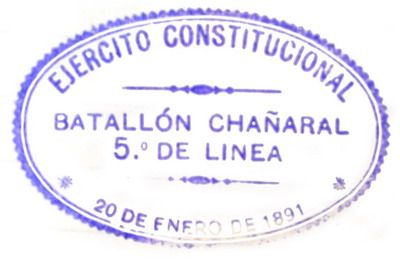 EJERCITO CONSTITUCIONAL
BATALLÓN CHAÑARAL
5.º DE LINEA
20 DE ENERO DE 1891